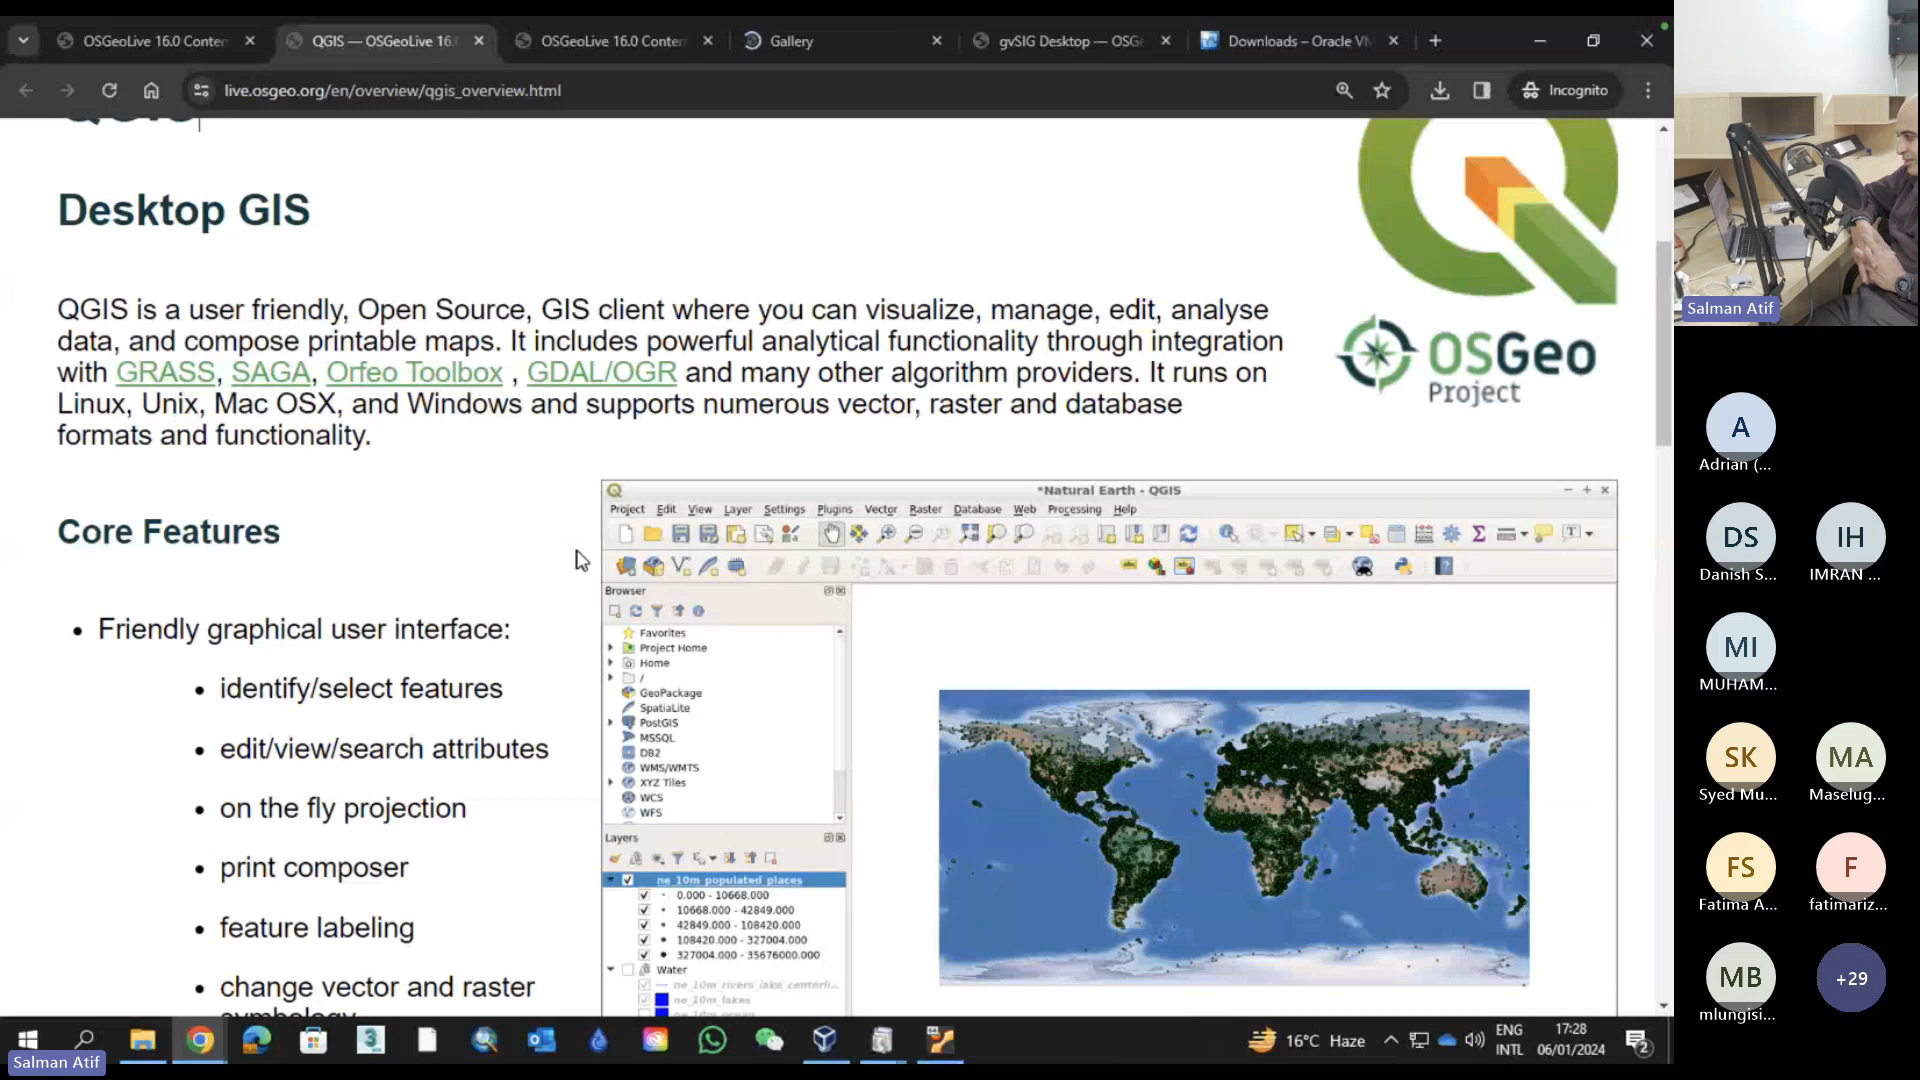 OSGeoLive 16.0 Conten
QGIS — OSGeoLive 16.
OSGeoLive 16.0 Conten
Gallery
gvSIG Desktop — OSG
Downloads – Oracle VM
live.osgeo.org/en/overview/qgis_overview.html
Incognito
Desktop GIS
QGIS is a user friendly, Open Source, GIS client where you can visualize, manage, edit, analyse
data, and compose printable maps. It includes powerful analytical functionality through integration
with GRASS, SAGA, Orfeo Toolbox , GDAL/OGR and many other algorithm providers. It runs on
Linux, Unix, Mac OSX, and Windows and supports numerous vector, raster and database
formats and functionality.
OSGeo
Project
Core Features
• Friendly graphical user interface:
• identify/select features
• edit/view/search attributes
• on the fly projection
• print composer
• feature labeling
• change vector and raster
symbology
*Natural Earth - QGIS
Project Edit View Layer Settings Plugins Vector Raster Database Web Processing Help
Browser
Favorites
Project Home
Home
/
GeoPackage
SpatiaLite
PostGIS
MSSQL
DB2
WMS/WMTS
XYZ Tiles
WCS
WFS
Layers
ne_10m_populated_places
0.000 - 10668.000
10668.000 - 42849.000
42849.000 - 108420.000
108420.000 - 327004.000
327004.000 - 35676000.000
Water
ne_10m_rivers_lake_centerli...
ne_10m_lakes
ne_10m_ocean
Salman Atif
A
Adrian (...
DS
Danish S...
IH
IMRAN ...
MI
MUHAM...
SK
Syed Mu...
MA
Maselug...
FS
Fatima A...
F
fatimariz...
MB
mlungisi...
+29
16°C Haze
ENG
INTL
17:28
06/01/2024
2
Salman Atif